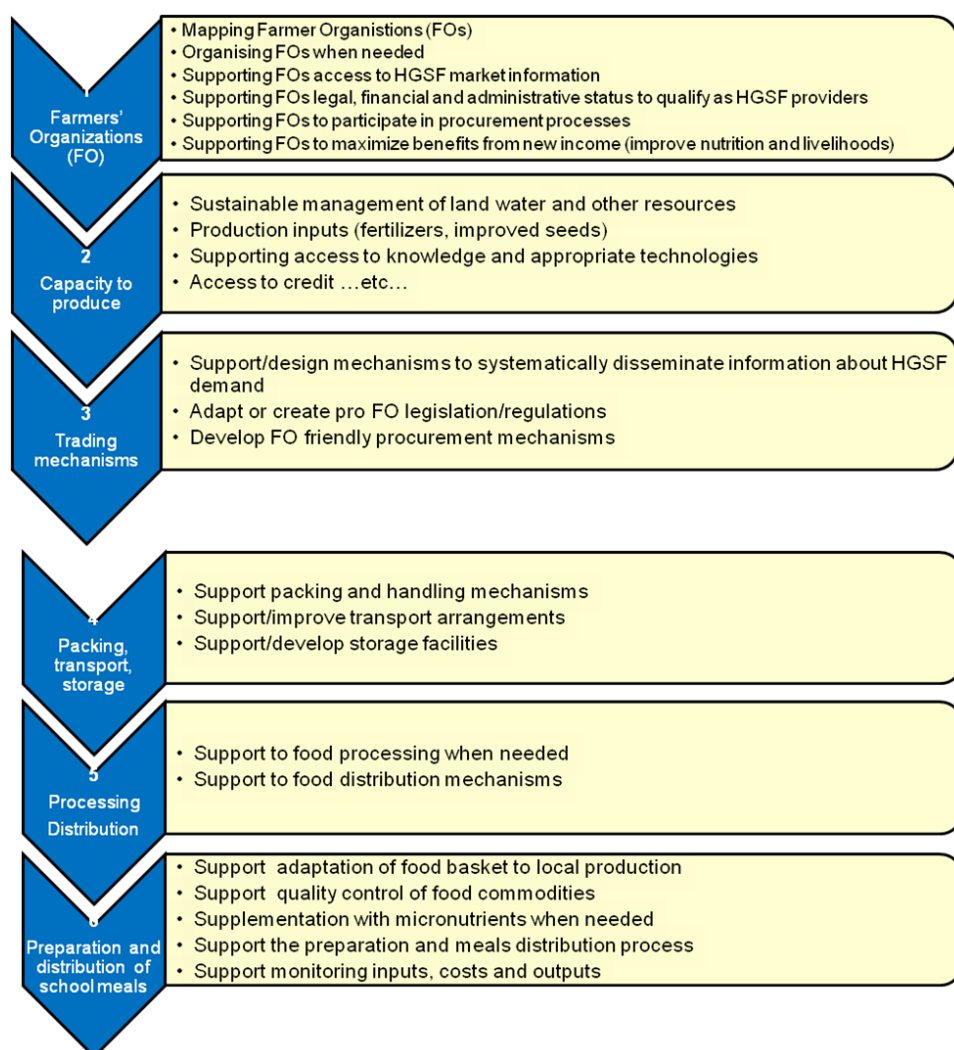 1
Farmers'
Organizations
(FO)
• Mapping Farmer Organistions (FOs)
• Organising FOs when needed
• Supporting FOs access to HGSF market information
• Supporting FOs legal, financial and administrative status to qualify as HGSF providers
• Supporting FOs to participate in procurement processes
• Supporting FOs to maximize benefits from new income (improve nutrition and livelihoods)
2
Capacity to
produce
• Sustainable management of land water and other resources
• Production inputs (fertilizers, improved seeds)
• Supporting access to knowledge and appropriate technologies
• Access to credit …etc…
3
Trading
mechanisms
• Support/design mechanisms to systematically disseminate information about HGSF
demand
• Adapt or create pro FO legislation/regulations
• Develop FO friendly procurement mechanisms
4
Packing,
transport,
storage
• Support packing and handling mechanisms
• Support/improve transport arrangements
• Support/develop storage facilities
5
Processing
Distribution
• Support to food processing when needed
• Support to food distribution mechanisms
6
Preparation and
distribution of
school meals
• Support adaptation of food basket to local production
• Support quality control of food commodities
• Supplementation with micronutrients when needed
• Support the preparation and meals distribution process
• Support monitoring inputs, costs and outputs